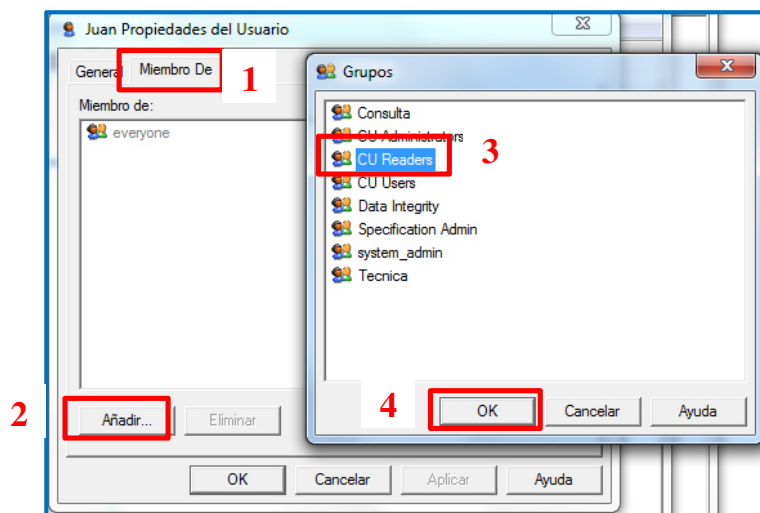 Juan Propiedades del Usuario
General
Miembro De
1
Miembro de:
everyone
2
Añadir...
Eliminar
OK
Cancelar
Aplicar
Ayuda
Grupos
Consulta
CU Administrators
CU Readers
3
CU Users
Data Integrity
Specification Admin
system_admin
Tecnica
4
OK
Cancelar
Ayuda